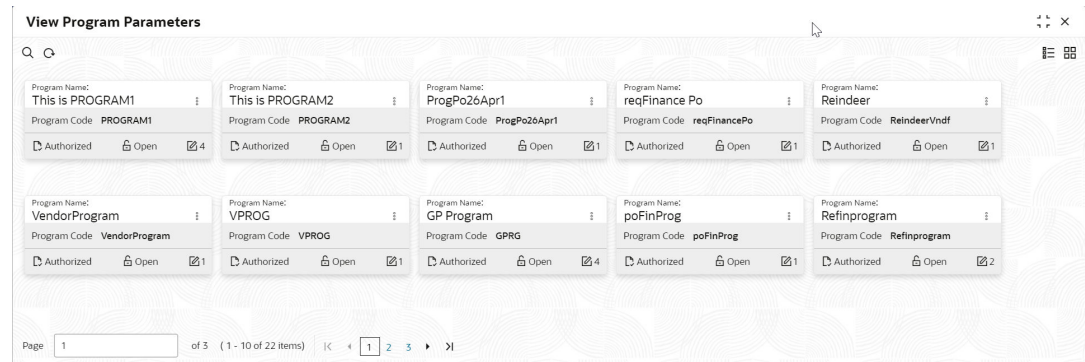 View Program Parameters
Program Name: Program Name: Program Name: Program Name: Program Name:
This is PROGRAM1 This is PROGRAM2 ProgPo26Apr1 reqFinance Po Reindeer
Program Code PROGRAM1 Program Code PROGRAM2 Program Code ProgPo26Apr1 Program Code reqFinancePo Program Code ReindeerVndf
Authorized Open 4 Authorized Open 1 Authorized Open 1 Authorized Open 1 Authorized Open 1
Program Name: Program Name: Program Name: Program Name: Program Name:
VendorProgram VPROG GP Program poFinProg Refinprogram
Program Code VendorProgram Program Code VPROG Program Code GPRG Program Code poFinProg Program Code Refinprogram
Authorized Open 1 Authorized Open 1 Authorized Open 4 Authorized Open 1 Authorized Open 2
Page 1 of 3 ( 1 - 10 of 22 items) 1 2 3